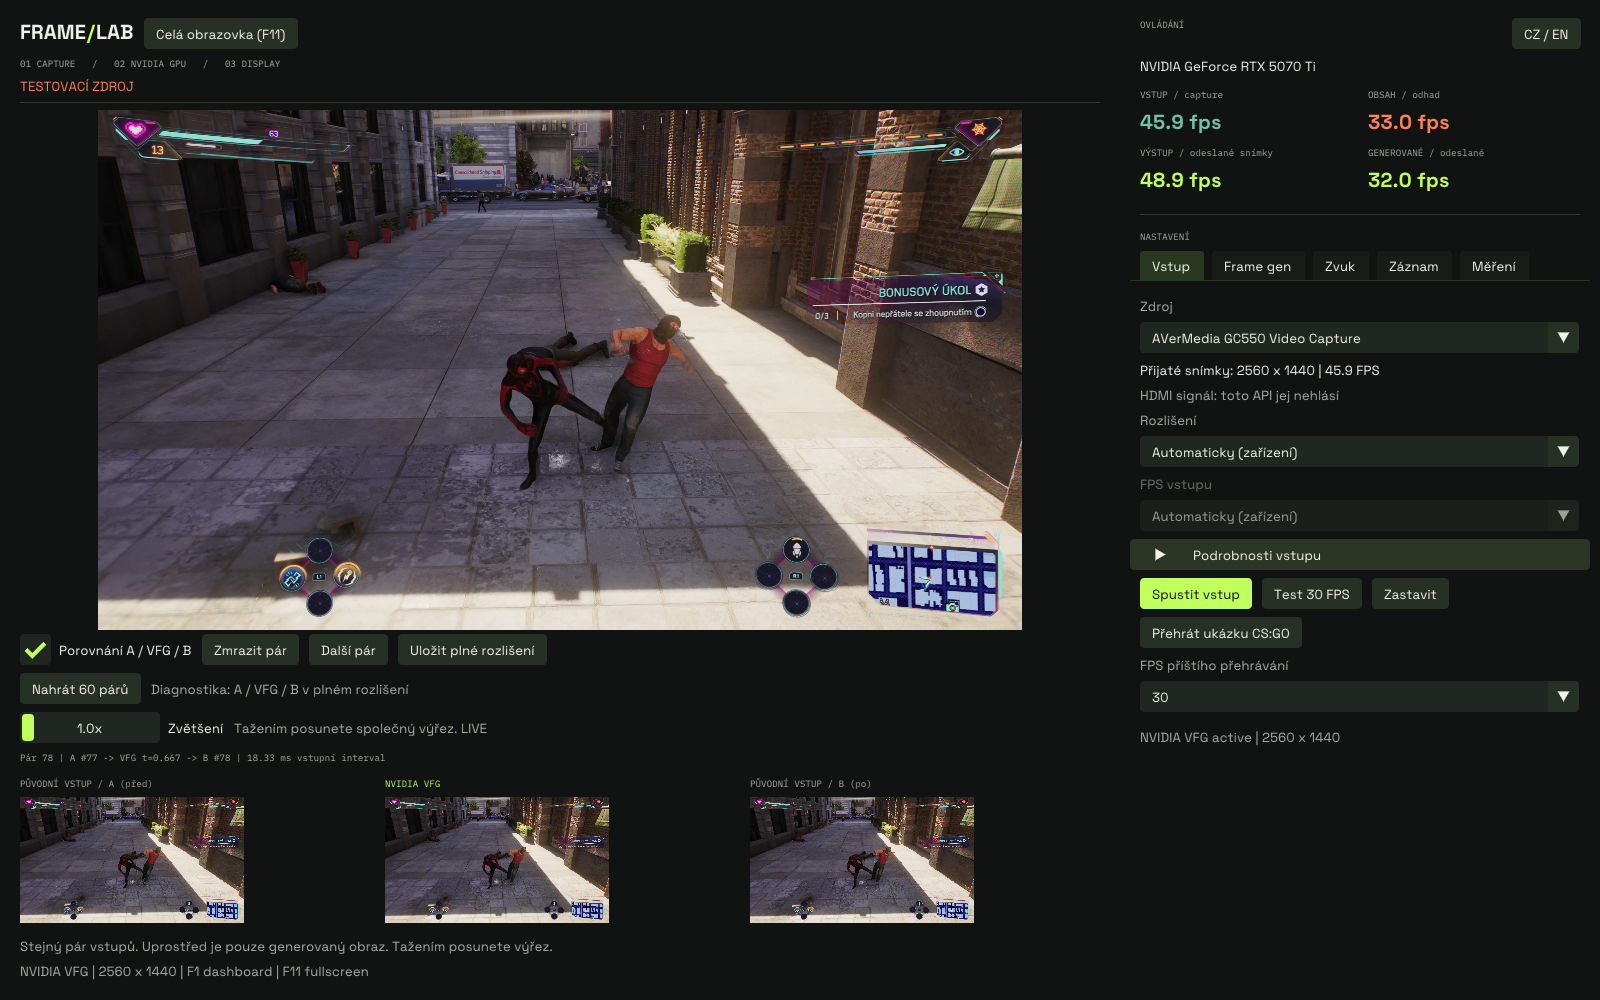 FRAME/LAB
Celá obrazovka (F11)
01 CAPTURE / 02 NVIDIA GPU / 03 DISPLAY
TESTOVACÍ ZDROJ
63
13
Consolidated Shipping
BONUSOVÝ ÚKOL
0/3 | Kopni nepřátele se zhoupnutím
L1
R1
Porovnání A / VFG / B
Zmrazit pár
Další pár
Uložit plné rozlišení
Nahrát 60 párů
Diagnostika: A / VFG / B v plném rozlišení
1.0x
Zvětšení
Tažením posunete společný výřez. LIVE
Pár 78 | A #77 -> VFG t=0.667 -> B #78 | 18.33 ms vstupní interval
PŮVODNÍ VSTUP / A (před)
NVIDIA VFG
PŮVODNÍ VSTUP / B (po)
Stejný pár vstupů. Uprostřed je pouze generovaný obraz. Tažením posunete výřez.
NVIDIA VFG | 2560 x 1440 | F1 dashboard | F11 fullscreen
OVLÁDÁNÍ
CZ / EN
NVIDIA GeForce RTX 5070 Ti
VSTUP / capture
OBSAH / odhad
45.9 fps
33.0 fps
VÝSTUP / odeslané snímky
GENEROVANÉ / odeslané
48.9 fps
32.0 fps
NASTAVENÍ
Vstup
Frame gen
Zvuk
Záznam
Měření
Zdroj
AVerMedia GC550 Video Capture
Přijaté snímky: 2560 x 1440 | 45.9 FPS
HDMI signál: toto API jej nehlásí
Rozlišení
Automaticky (zařízení)
FPS vstupu
Automaticky (zařízení)
Podrobnosti vstupu
Spustit vstup
Test 30 FPS
Zastavit
Přehrát ukázku CS:GO
FPS příštího přehrávání
30
NVIDIA VFG active | 2560 x 1440